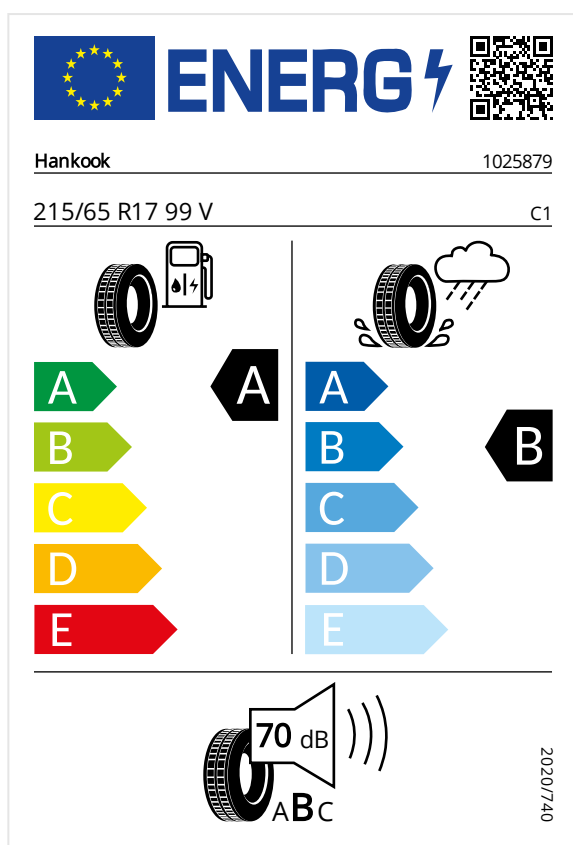 ENERG
Hankook 1025879
215/65 R17 99 V C1
A A
B
C
D
E
A
B B
C
D
E
70 dB
ABC
2020/740